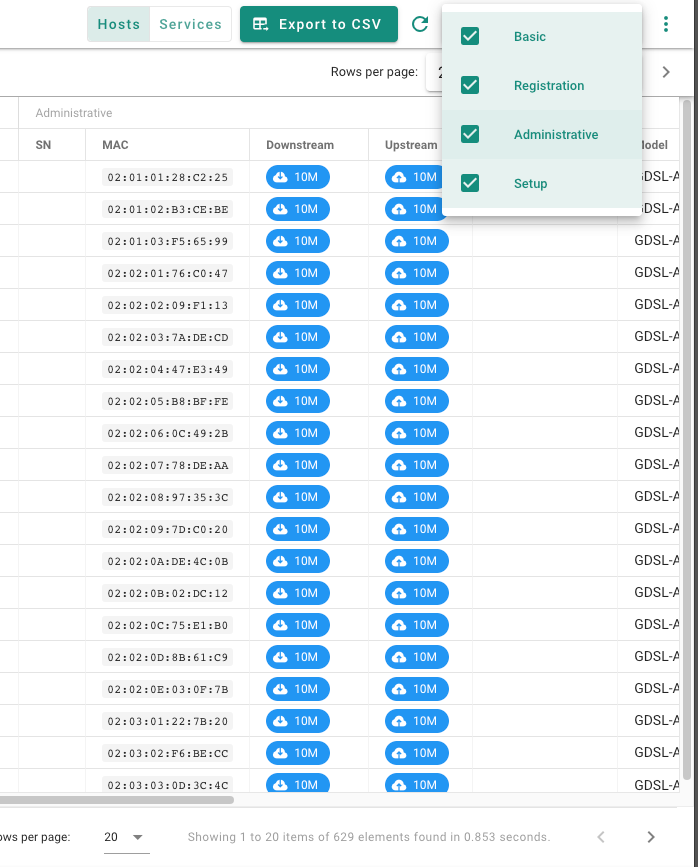 Hosts Services Export to CSV
Basic
Rows per page:
Registration
Administrative
Administrative
SN MAC Downstream Upstream
Setup
02:01:01:28:C2:25 10M 10M
02:01:02:B3:CE:BE 10M 10M
02:01:03:F5:65:99 10M 10M GDSL-A
02:02:01:76:C0:47 10M 10M GDSL-A
02:02:02:09:F1:13 10M 10M GDSL-A
02:02:03:7A:DE:CD 10M 10M GDSL-A
02:02:04:47:E3:49 10M 10M GDSL-A
02:02:05:B8:BF:FE 10M 10M GDSL-A
02:02:06:0C:49:2B 10M 10M GDSL-A
02:02:07:78:DE:AA 10M 10M GDSL-A
02:02:08:97:35:3C 10M 10M GDSL-A
02:02:09:7D:C0:20 10M 10M GDSL-A
02:02:0A:DE:4C:0B 10M 10M GDSL-A
02:02:0B:02:DC:12 10M 10M GDSL-A
02:02:0C:75:E1:B0 10M 10M GDSL-A
02:02:0D:8B:61:C9 10M 10M GDSL-A
02:02:0E:03:0F:7B 10M 10M GDSL-A
02:03:01:22:7B:20 10M 10M GDSL-A
02:03:02:F6:BE:CC 10M 10M GDSL-A
02:03:03:0D:3C:4C 10M 10M GDSL-A
ows per page: 20 Showing 1 to 20 items of 629 elements found in 0.853 seconds.